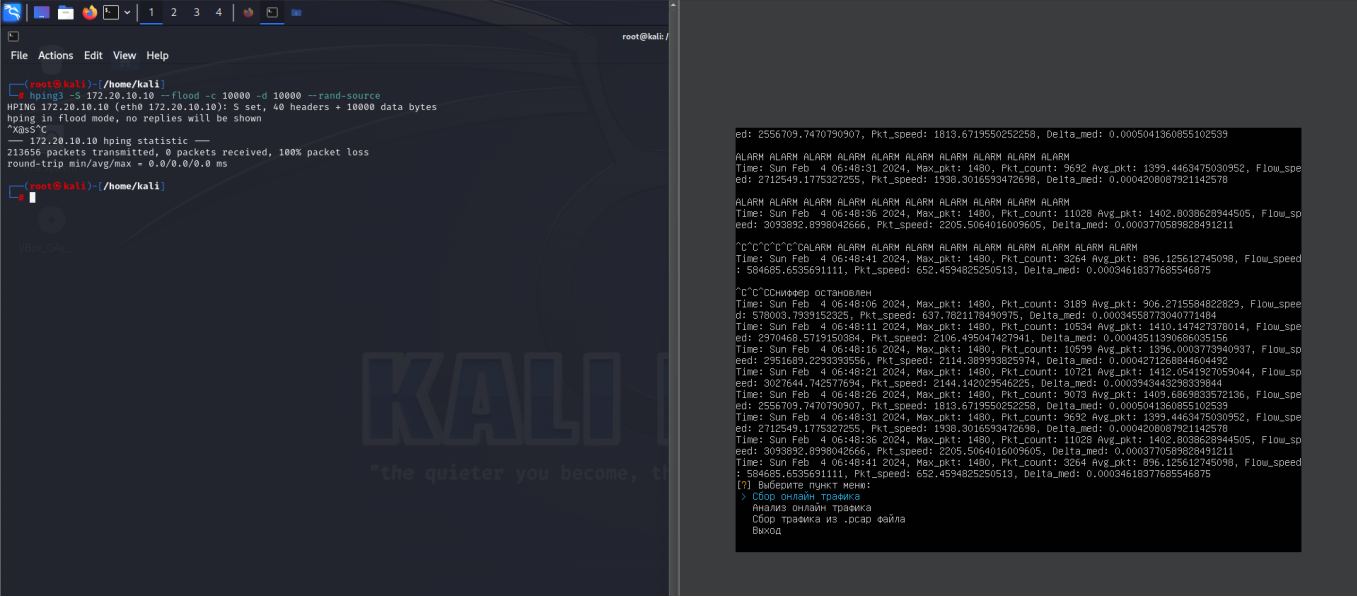 1 2 3 4
root@kali: /
File Actions Edit View Help
(root㉿kali)-[/home/kali]
# hping3 -S 172.20.10.10 --flood -c 10000 -d 10000 --rand-source
HPING 172.20.10.10 (eth0 172.20.10.10): S set, 40 headers + 10000 data bytes
hping in flood mode, no replies will be shown
^X@sS^C
--- 172.20.10.10 hping statistic ---
213656 packets transmitted, 0 packets received, 100% packet loss
round-trip min/avg/max = 0.0/0.0/0.0 ms
(root㉿kali)-[/home/kali]
#
KALI
"the quieter you become, th
ed: 2556709.7470790907, Pkt_speed: 1813.6719550252258, Delta_med: 0.0005041360855102539
ALARM ALARM ALARM ALARM ALARM ALARM ALARM ALARM ALARM ALARM
Time: Sun Feb  4 06:48:31 2024, Max_pkt: 1480, Pkt_count: 9692 Avg_pkt: 1399.4463475030952, Flow_spe
ed: 2712549.1775327255, Pkt_speed: 1938.3016593472698, Delta_med: 0.0004208087921142578
ALARM ALARM ALARM ALARM ALARM ALARM ALARM ALARM ALARM ALARM
Time: Sun Feb  4 06:48:36 2024, Max_pkt: 1480, Pkt_count: 11028 Avg_pkt: 1402.8038628944505, Flow_sp
eed: 3093892.8998042666, Pkt_speed: 2205.5064016009605, Delta_med: 0.0003770589828491211
^C^C^C^C^C^CALARM ALARM ALARM ALARM ALARM ALARM ALARM ALARM ALARM ALARM
Time: Sun Feb  4 06:48:41 2024, Max_pkt: 1480, Pkt_count: 3264 Avg_pkt: 896.125612745098, Flow_speed
: 584685.6535691111, Pkt_speed: 652.4594825250513, Delta_med: 0.00034618377685546875
^C^C^CСниффер остановлен
Time: Sun Feb  4 06:48:06 2024, Max_pkt: 1480, Pkt_count: 3189 Avg_pkt: 906.2715584822829, Flow_spee
d: 578003.7939152325, Pkt_speed: 637.7821178490975, Delta_med: 0.00034558773040771484
Time: Sun Feb  4 06:48:11 2024, Max_pkt: 1480, Pkt_count: 10534 Avg_pkt: 1410.147427378014, Flow_spe
ed: 2970468.5719150384, Pkt_speed: 2106.495047427941, Delta_med: 0.00043511390686035156
Time: Sun Feb  4 06:48:16 2024, Max_pkt: 1480, Pkt_count: 10599 Avg_pkt: 1396.0003773940937, Flow_sp
eed: 2951689.2293393556, Pkt_speed: 2114.389993825974, Delta_med: 0.0004271268844604492
Time: Sun Feb  4 06:48:21 2024, Max_pkt: 1480, Pkt_count: 10721 Avg_pkt: 1412.0541927059044, Flow_sp
eed: 3027644.742577694, Pkt_speed: 2144.142029546225, Delta_med: 0.0003943443298339844
Time: Sun Feb  4 06:48:26 2024, Max_pkt: 1480, Pkt_count: 9073 Avg_pkt: 1409.6869833572136, Flow_spe
ed: 2556709.7470790907, Pkt_speed: 1813.6719550252258, Delta_med: 0.0005041360855102539
Time: Sun Feb  4 06:48:31 2024, Max_pkt: 1480, Pkt_count: 9692 Avg_pkt: 1399.4463475030952, Flow_spe
ed: 2712549.1775327255, Pkt_speed: 1938.3016593472698, Delta_med: 0.0004208087921142578
Time: Sun Feb  4 06:48:36 2024, Max_pkt: 1480, Pkt_count: 11028 Avg_pkt: 1402.8038628944505, Flow_sp
eed: 3093892.8998042666, Pkt_speed: 2205.5064016009605, Delta_med: 0.0003770589828491211
Time: Sun Feb  4 06:48:41 2024, Max_pkt: 1480, Pkt_count: 3264 Avg_pkt: 896.125612745098, Flow_speed
: 584685.6535691111, Pkt_speed: 652.4594825250513, Delta_med: 0.00034618377685546875
[?] Выберите пункт меню:
> Сбор онлайн трафика
Анализ онлайн трафика
Сбор трафика из .pcap файла
Выход